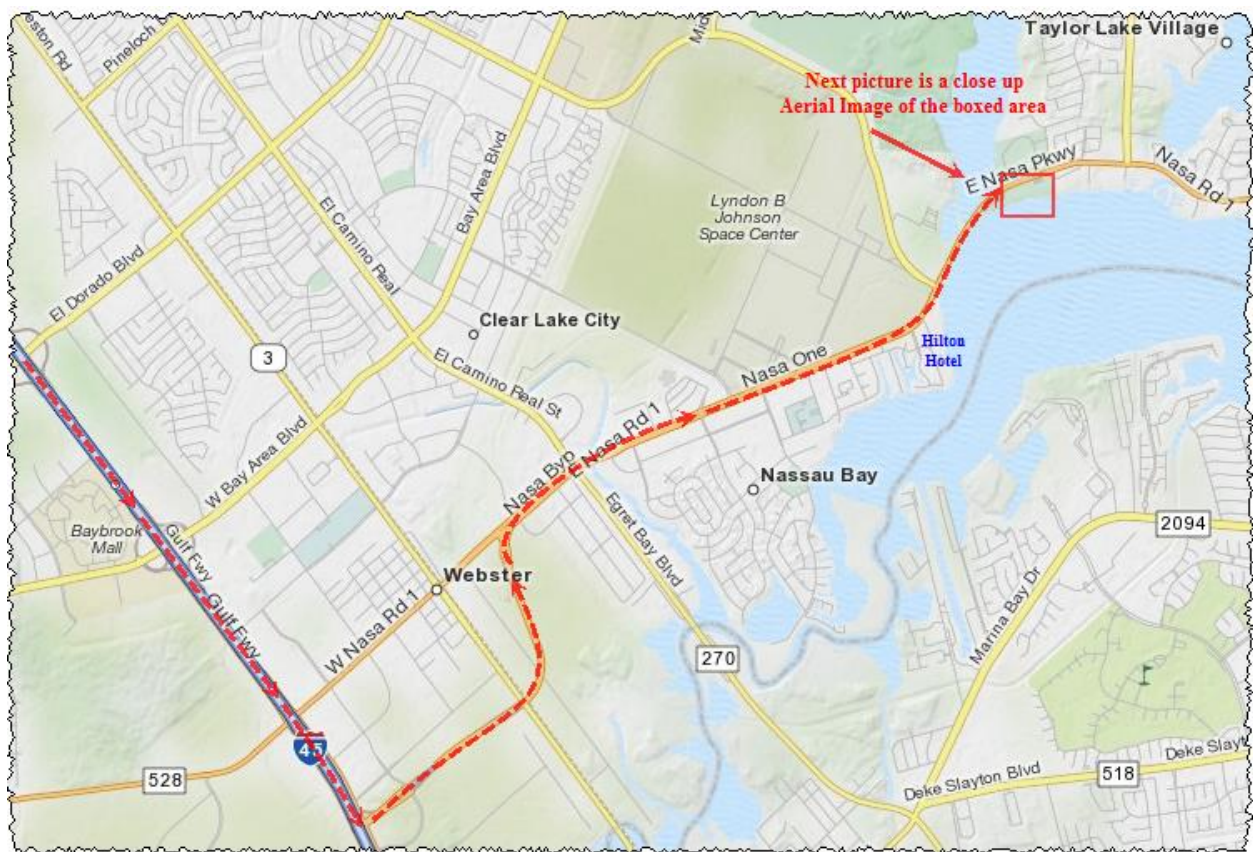 Taylor Lake Village
Next picture is a close up
Aerial Image of the boxed area
E Nasa Pkwy
Nasa Rd 1
Lyndon B
Johnson
Space Center
Pineloch
Bay Area Blvd
El Camino Real
El Dorado Blvd
Clear Lake City
3
El Camino Real St
Hilton
Hotel
Nasa One
E Nasa Rd 1
Nasa Byp
Nassau Bay
W Bay Area Blvd
Baybrook
Mall
Gulf Fwy
Gulf Fwy
Egret Bay Blvd
2094
Webster
W Nasa Rd 1
Marina Bay Dr
270
45
528
Deke Slayton Blvd
518
Deke Slayt